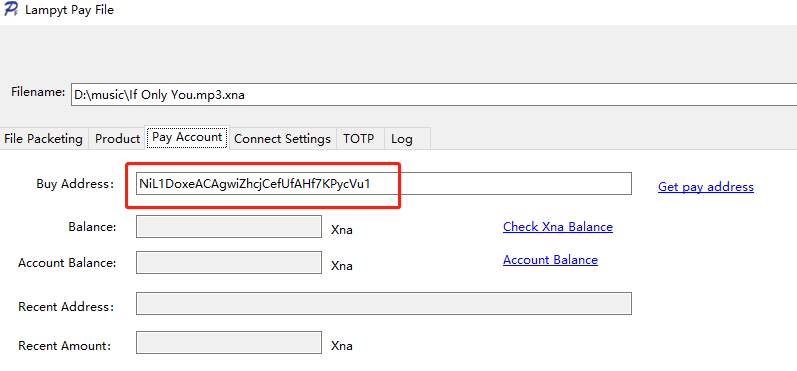 Lampyt Pay File
Filename: D:\music\If Only You.mp3.xna
File Packeting Product Pay Account Connect Settings TOTP Log
Buy Address: NiL1DoxeACAgwiZhcjCefUfAHf7KPycVu1 Get pay address
Balance: Xna Check Xna Balance
Account Balance: Xna Account Balance
Recent Address:
Recent Amount: Xna